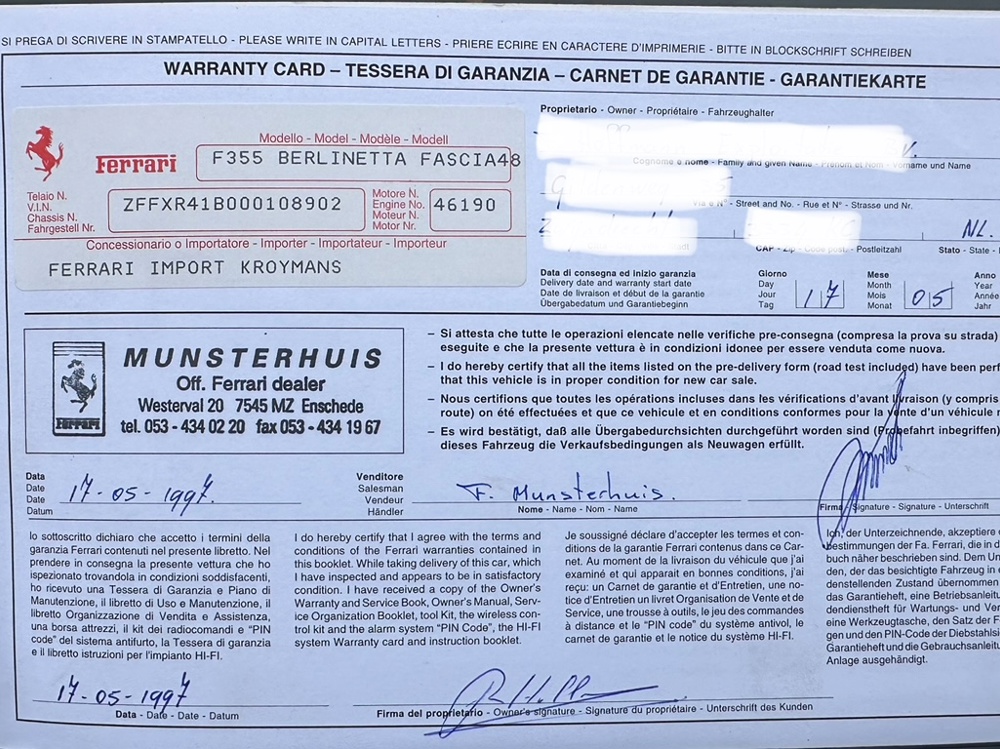 SI PREGA DI SCRIVERE IN STAMPATELLO - PLEASE WRITE IN CAPITAL LETTERS - PRIERE ECRIRE EN CARACTERE D'IMPRIMERIE - BITTE IN BLOCKSCHRIFT SCHREIBEN
WARRANTY CARD – TESSERA DI GARANZIA – CARNET DE GARANTIE - GARANTIEKARTE
Modello - Model - Modèle - Modell
Ferrari
F355 BERLINETTA FASCIA48
Telaio N.
V.I.N.
Chassis N.
Fahrgestell Nr.
ZFFXR41B000108902
Motore N.
Engine No.
Moteur N.
Motor Nr.
46190
Concessionario o Importatore - Importer - Importateur - Importeur
FERRARI IMPORT KROYMANS
Proprietario - Owner - Propriétaire - Fahrzeughalter
Cognome e nome - Family and given Name - Prenom et Nom - Vorname und Name
Via e N° - Street and No. - Rue et N° - Strasse und Nr.
NL.
CAP - Zip - Code post. - Postleitzahl
Stato - State -
Data di consegna ed inizio garanzia
Delivery date and warranty start date
Date de livraison et début de la garantie
Übergabedatum und Garantiebeginn
Giorno
Day
Jour
Tag
17
Mese
Month
Mois
Monat
05
Anno
Year
Année
Jahr
MUNSTERHUIS
Off. Ferrari dealer
Westerval 20 7545 MZ Enschede
tel. 053 - 434 02 20 fax 053 - 434 19 67
Ferrari
– Si attesta che tutte le operazioni elencate nelle verifiche pre-consegna (compresa la prova su strada)
eseguite e che la presente vettura è in condizioni idonee per essere venduta come nuova.
– I do hereby certify that all the items listed on the pre-delivery form (road test included) have been perf
that this vehicle is in proper condition for new car sale.
– Nous certifions que toutes les opérations incluses dans les vérifications d'avant livraison (y compris
route) on été effectuées et que ce vehicule et en conditions conformes pour la vente d'un véhicule
– Es wird bestätigt, daß alle Übergabedurchsichten durchgeführt worden sind (Probefahrt inbegriffen)
dieses Fahrzeug die Verkaufsbedingungen als Neuwagen erfüllt.
Data
Date
Date
Datum
17-05-1997.
Venditore
Salesman
Vendeur
Händler
F. Munsterhuis.
Nome - Name - Nom - Name
Firma - Signature - Signature - Unterschrift
Io sottoscritto dichiaro che accetto i termini della
garanzia Ferrari contenuti nel presente libretto. Nel
prendere in consegna la presente vettura che ho
ispezionato trovandola in condizioni soddisfacenti,
ho ricevuto una Tessera di Garanzia e Piano di
Manutenzione, il libretto di Uso e Manutenzione, il
libretto Organizzazione di Vendita e Assistenza,
una borsa attrezzi, il kit dei radiocomandi e "PIN
code" del sistema antifurto, la Tessera di garanzia
e il libretto istruzioni per l'impianto HI-FI.
I do hereby certify that I agree with the terms and
conditions of the Ferrari warranties contained in
this booklet. While taking delivery of this car, which
I have inspected and appears to be in satisfactory
condition. I have received a copy of the Owner's
Warranty and Service Book, Owner's Manual, Serv-
ice Organization Booklet, tool Kit, the wireless con-
trol kit and the alarm system "PIN Code", the HI-FI
system Warranty card and instruction booklet.
Je soussigné déclare d'accepter les termes et con-
ditions de la garantie Ferrari contenus dans ce Car-
net. Au moment de la livraison du véhicule que j'ai
examiné et qui apparait en bonnes conditions, j'ai
reçu: un Carnet de garantie et d'Entretien, une no-
tice d'Entretien un livret Organisation de Vente et de
Service, une trousse à outils, le jeu des commandes
à distance et le "PIN code" du système antivol, le
carnet de garantie et le notice du système HI-FI.
Ich, der Unterzeichnende, akzeptiere
Bestimmungen der Fa. Ferrari, die in d
buch näher beschrieben sind. Dem Un
den, der das besichtigte Fahrzeug in
denstellenden Zustand übernommen
das Garantieheft, eine Betriebsanleitu
dendienstheft für Wartungs- und Ver
eine Werkzeugtasche, den Satz der F
gen und den PIN-Code der Diebstahlsi
Garantieheft und die Gebrauchsanleitu
Anlage ausgehändigt.
17-05-1997
Data - Date - Date - Datum
Firma del proprietario - Owner's signature - Signature du propriétaire - Unterschrift des Kunden